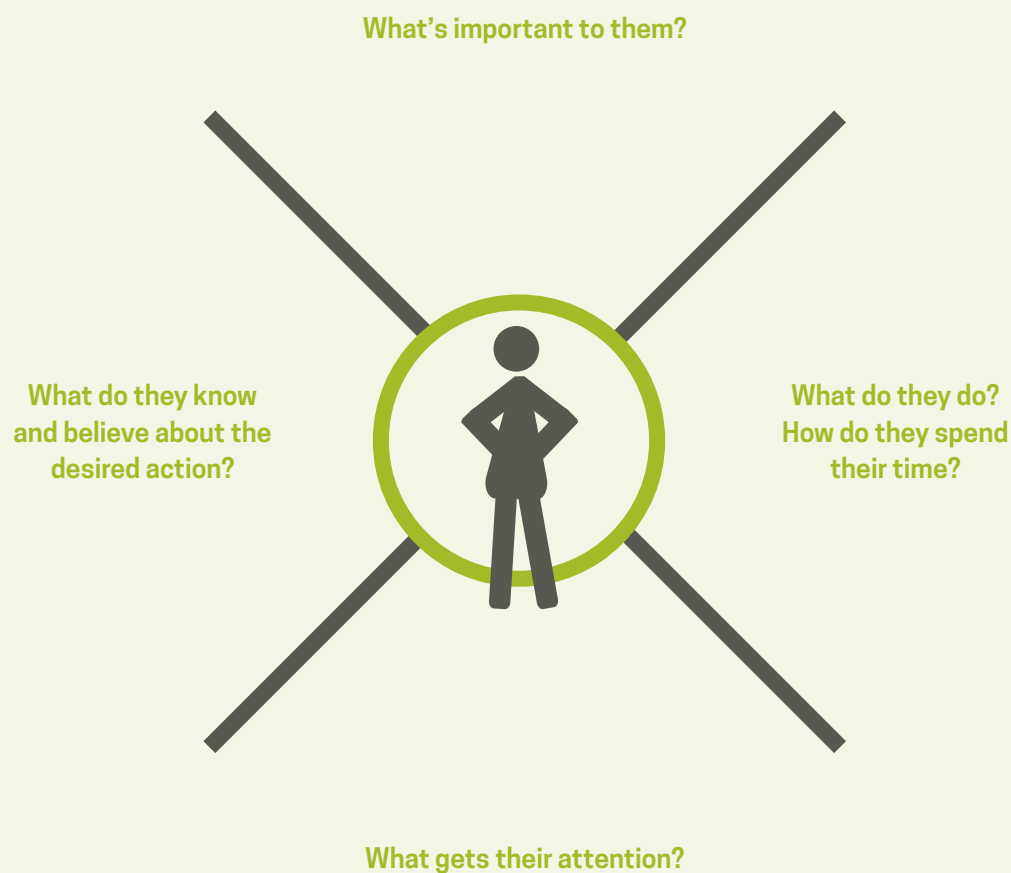 What’s important to them?
What do they know
and believe about the
desired action?
What do they do?
How do they spend
their time?
What gets their attention?